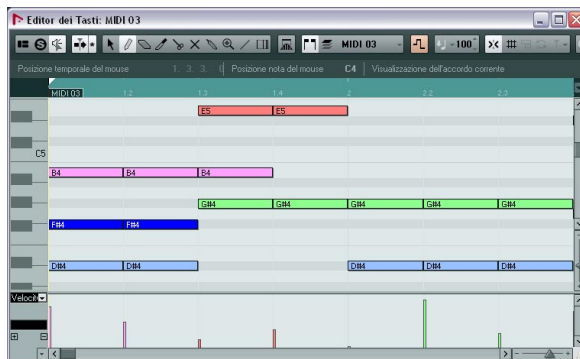 Editor dei Tasti: MIDI 03
MIDI 03 100
Posizione temporale del mouse 1. 3. 3. Posizione nota del mouse C4 Visualizzazione dell'accordo corrente
MIDI 03 1.2 1.3 1.4 2 2.2 2.3
E5 E5
C5
B4 B4 B4
G#4 G#4 G#4 G#4 G#4
F#4 F#4
D#4 D#4 D#4 D#4 D#4
Velocit